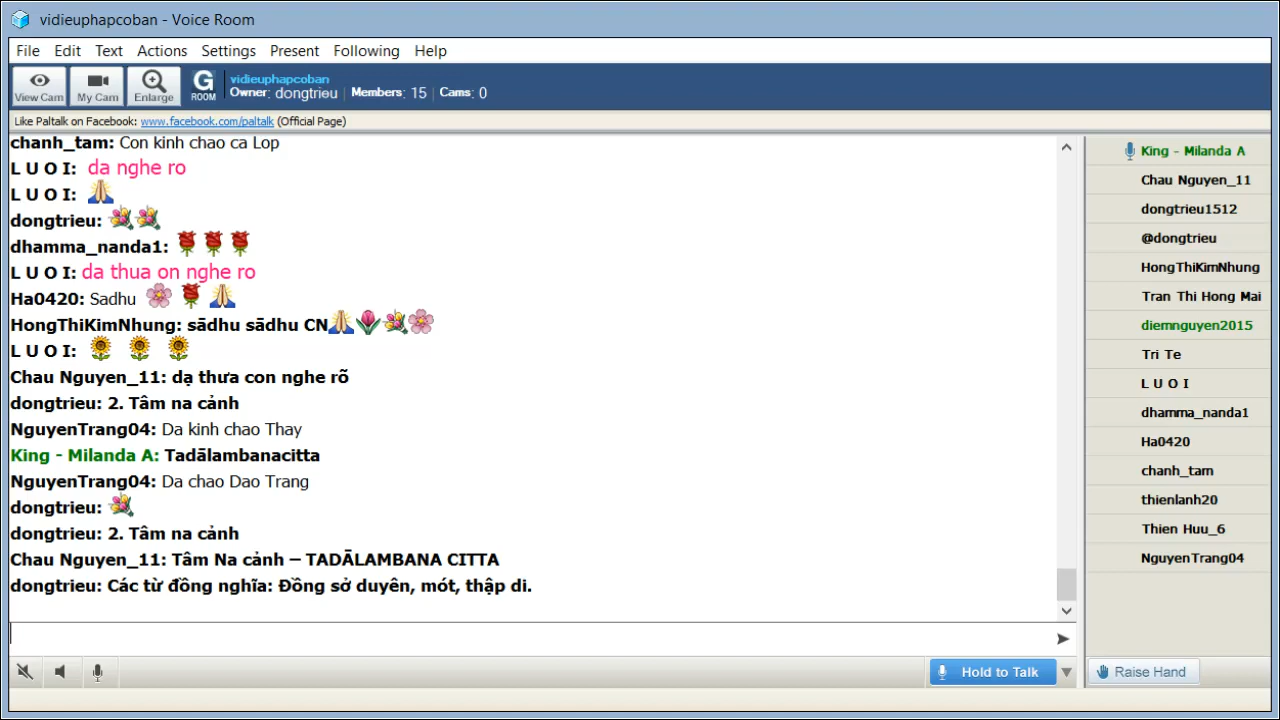 vidieuphapcoban - Voice Room
File Edit Text Actions Settings Present Following Help
View Cam My Cam Enlarge G ROOM
vidieuphapcoban
Owner: dongtrieu | Members: 15 | Cams: 0
Like Paltalk on Facebook: www.facebook.com/paltalk (Official Page)
chanh_tam: Con kinh chao ca Lop
L U O I: da nghe ro
L U O I:
dongtrieu:
dhamma_nanda1:
L U O I: da thua on nghe ro
Ha0420: Sadhu
HongThiKimNhung: sādhu sādhu CN
L U O I:
Chau Nguyen_11: dạ thưa con nghe rõ
dongtrieu: 2. Tâm na cảnh
NguyenTrang04: Da kinh chao Thay
King - Milanda A: Tadālambanacitta
NguyenTrang04: Da chao Dao Trang
dongtrieu:
dongtrieu: 2. Tâm na cảnh
Chau Nguyen_11: Tâm Na cảnh – TADĀLAMBANA CITTA
dongtrieu: Các từ đồng nghĩa: Đồng sở duyên, mót, thập di.
Hold to Talk
King - Milanda A
Chau Nguyen_11
dongtrieu1512
@dongtrieu
HongThiKimNhung
Tran Thi Hong Mai
diemnguyen2015
Tri Te
L U O I
dhamma_nanda1
Ha0420
chanh_tam
thienlanh20
Thien Huu_6
NguyenTrang04
Raise Hand